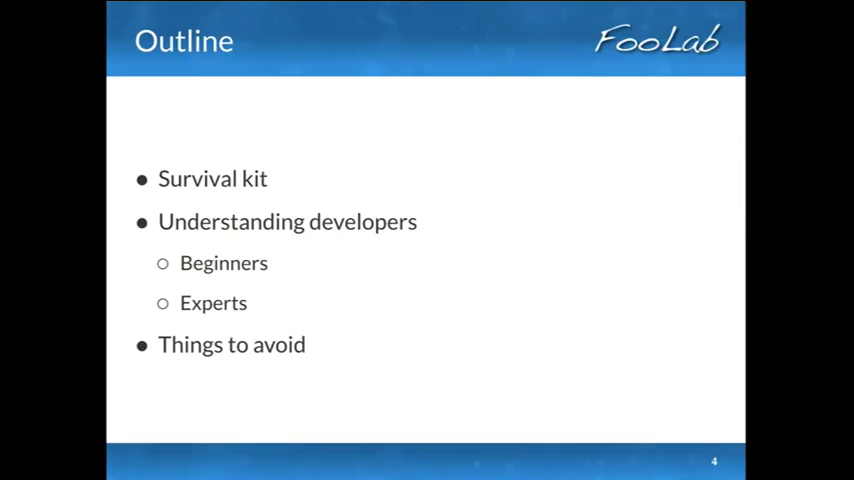 Outline
FooLab
● Survival kit
● Understanding developers
○ Beginners
○ Experts
● Things to avoid
4